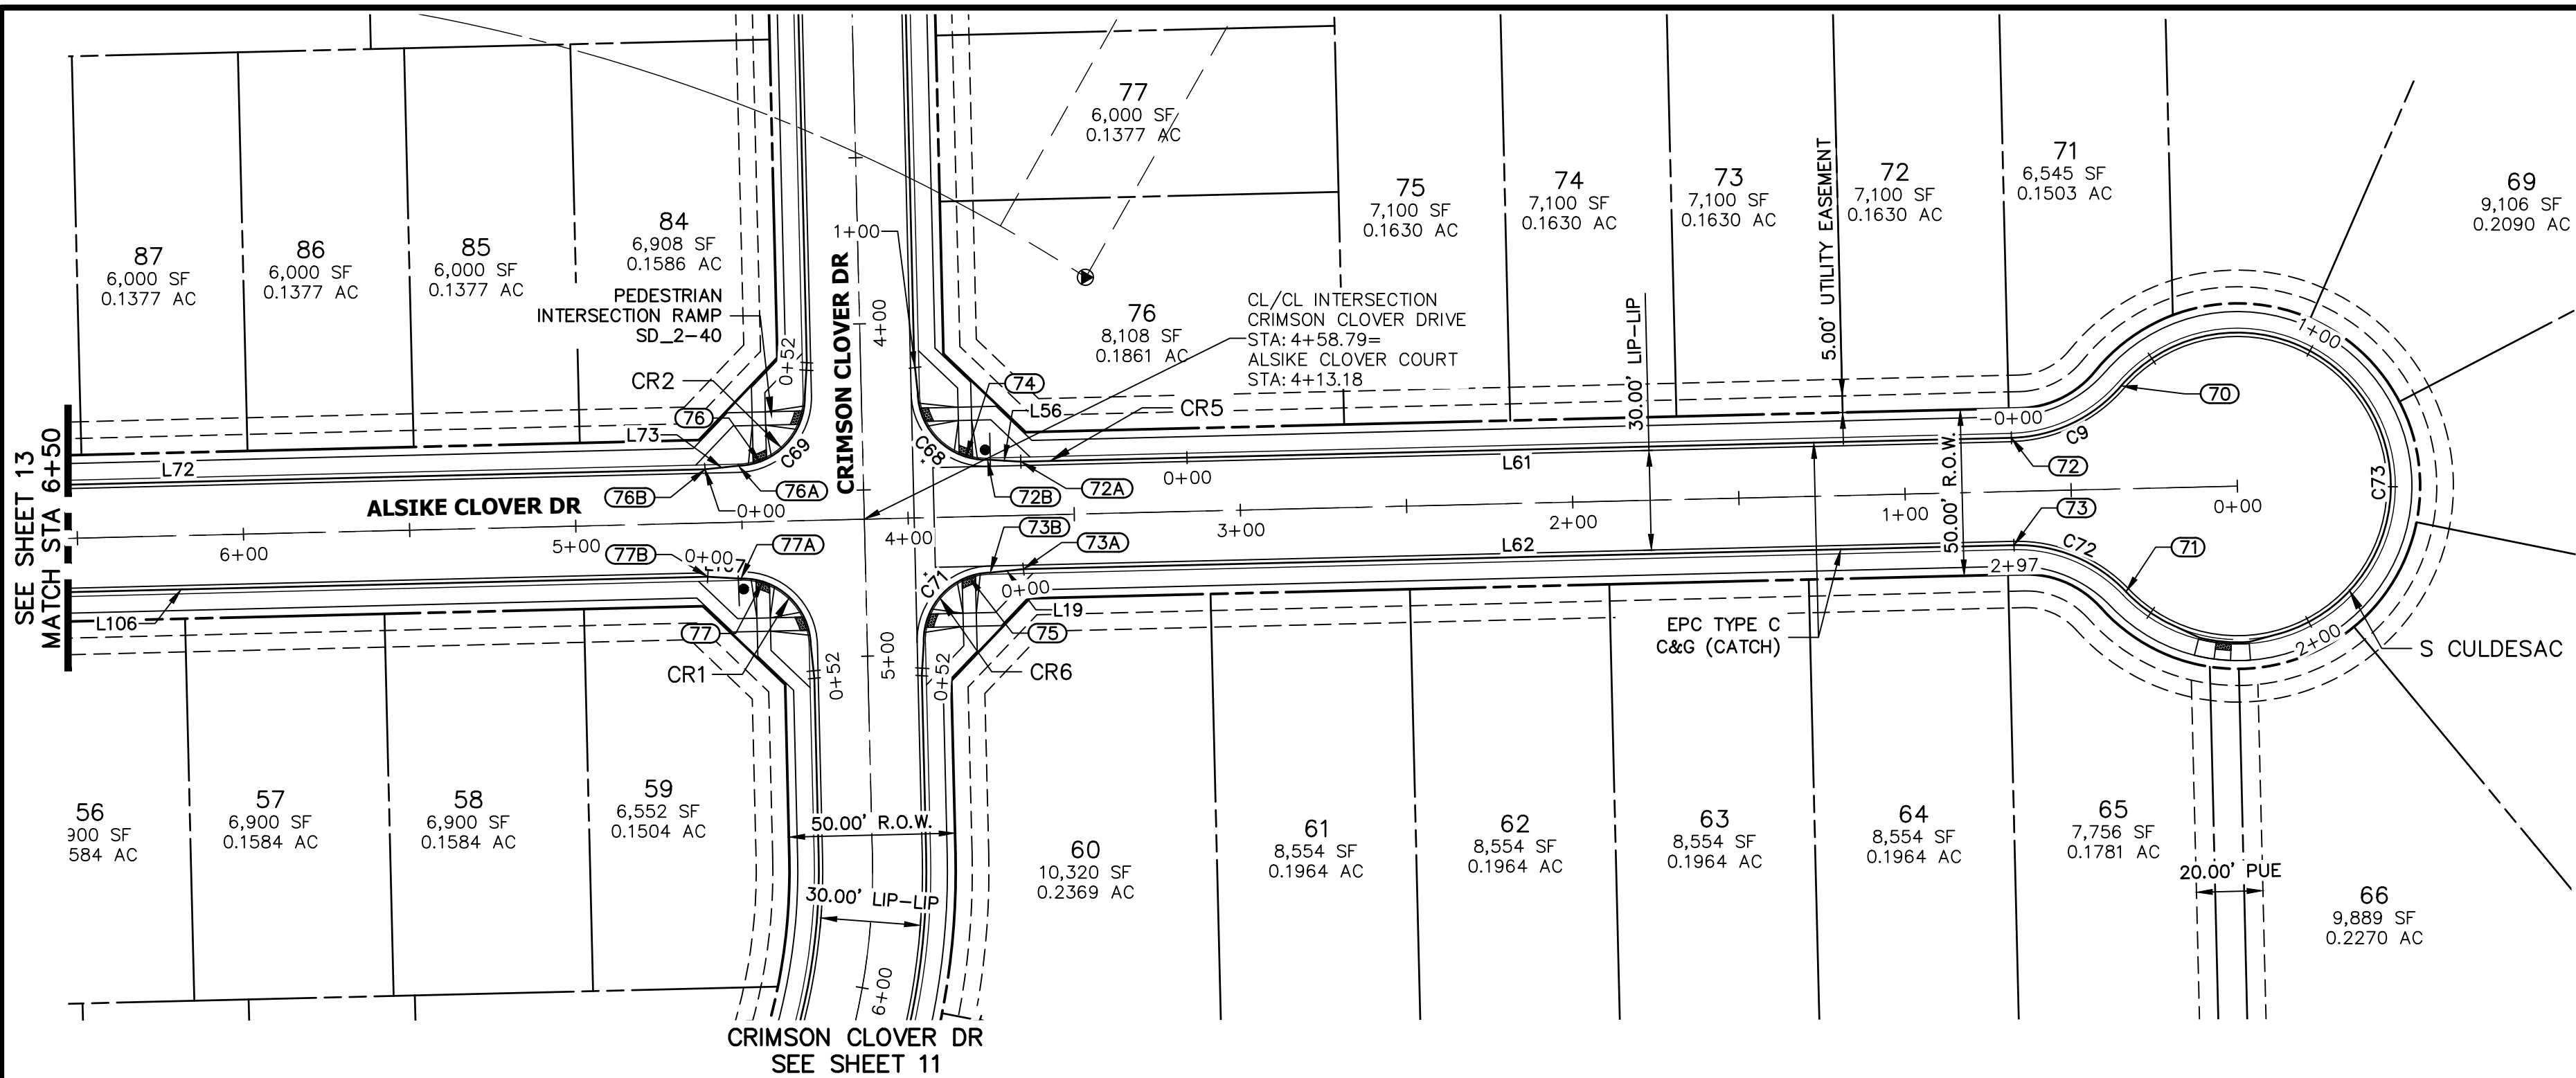 77
6,000 SF
0.1377 AC
75
7,100 SF
0.1630 AC
74
7,100 SF
0.1630 AC
73
7,100 SF
0.1630 AC
72
7,100 SF
0.1630 AC
71
6,545 SF
0.1503 AC
69
9,106 SF
0.2090 AC
5.00' UTILITY EASEMENT
87
6,000 SF
0.1377 AC
86
6,000 SF
0.1377 AC
85
6,000 SF
0.1377 AC
84
6,908 SF
0.1586 AC
PEDESTRIAN
INTERSECTION RAMP
SD_2-40
CR2
76
L73
L72
76B
76A
C69
0+52
0+00
CRIMSON CLOVER DR
1+00
4+00
76
8,108 SF
0.1861 AC
CL/CL INTERSECTION
CRIMSON CLOVER DRIVE
STA: 4+58.79=
ALSIKE CLOVER COURT
STA: 4+13.18
74
L56
CR5
C68
72B
72A
0+00
30.00' LIP-LIP
L61
50.00' R.O.W.
0+00
C9
72
70
1+00
C73
SEE SHEET 13
MATCH STA 6+50
ALSIKE CLOVER DR
6+00
5+00
4+00
3+00
2+00
1+00
0+00
73B
73A
73
77B
0+00
77A
L62
C72
71
2+97
2+00
S CULDESAC
L106
77
CR1
0+52
5+00
0+52
C71
0+00
L19
75
CR6
EPC TYPE C
C&G (CATCH)
56
900 SF
584 AC
57
6,900 SF
0.1584 AC
58
6,900 SF
0.1584 AC
59
6,552 SF
0.1504 AC
50.00' R.O.W.
30.00' LIP-LIP
6+00
60
10,320 SF
0.2369 AC
61
8,554 SF
0.1964 AC
62
8,554 SF
0.1964 AC
63
8,554 SF
0.1964 AC
64
8,554 SF
0.1964 AC
65
7,756 SF
0.1781 AC
20.00' PUE
66
9,889 SF
0.2270 AC
CRIMSON CLOVER DR
SEE SHEET 11